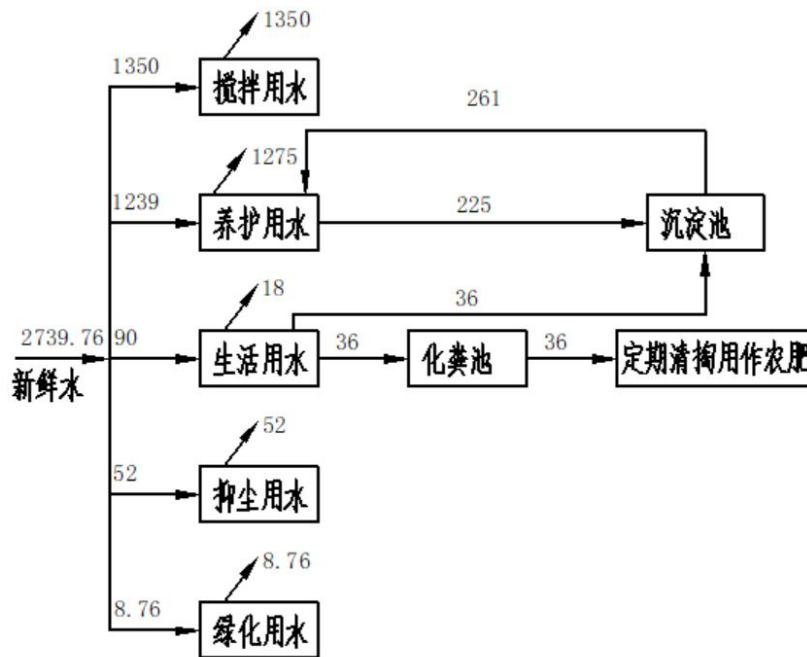 1350
1350
搅拌用水
261
1275
1239
养护用水
225
沉淀池
18
36
2739.76
90
新鲜水
生活用水
36
化粪池
36
定期清掏用作农肥
52
52
抑尘用水
8.76
8.76
绿化用水